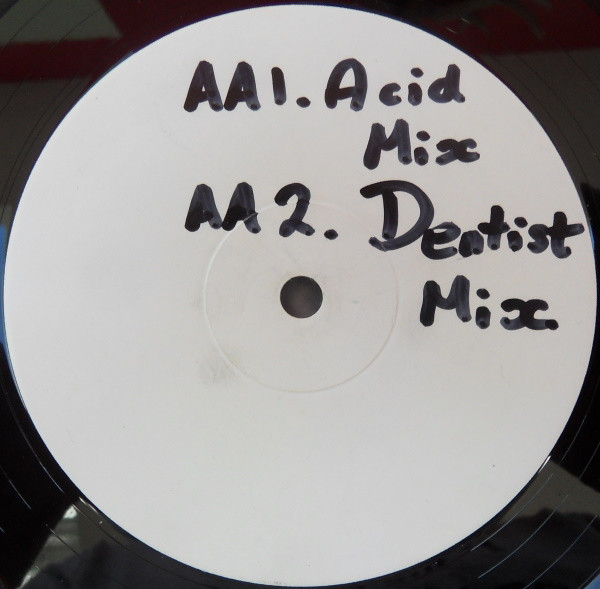 AA1. Acid
Mix
AA2. Dentist
Mix.